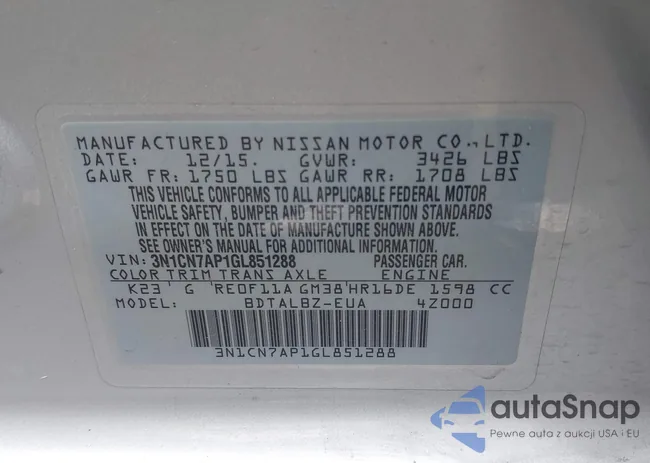 MANUFACTURED BY NISSAN MOTOR CO., LTD.
DATE: 12/15. GVWR: 3426 LBS
GAWR FR: 1750 LBS GAWR RR: 1708 LBS
THIS VEHICLE CONFORMS TO ALL APPLICABLE FEDERAL MOTOR
VEHICLE SAFETY, BUMPER AND THEFT PREVENTION STANDARDS
IN EFFECT ON THE DATE OF MANUFACTURE SHOWN ABOVE.
SEE OWNER'S MANUAL FOR ADDITIONAL INFORMATION.
VIN: 3N1CN7AP1GL851288 PASSENGER CAR.
COLOR TRIM TRANS AXLE ENGINE
K23 G RE0F11A GM38 HR16DE 1598 CC
MODEL: BDTALBZ-EUA 4Z000
3N1CN7AP1GL851288
autoSnap
Pewne auta z aukcji USA i EU